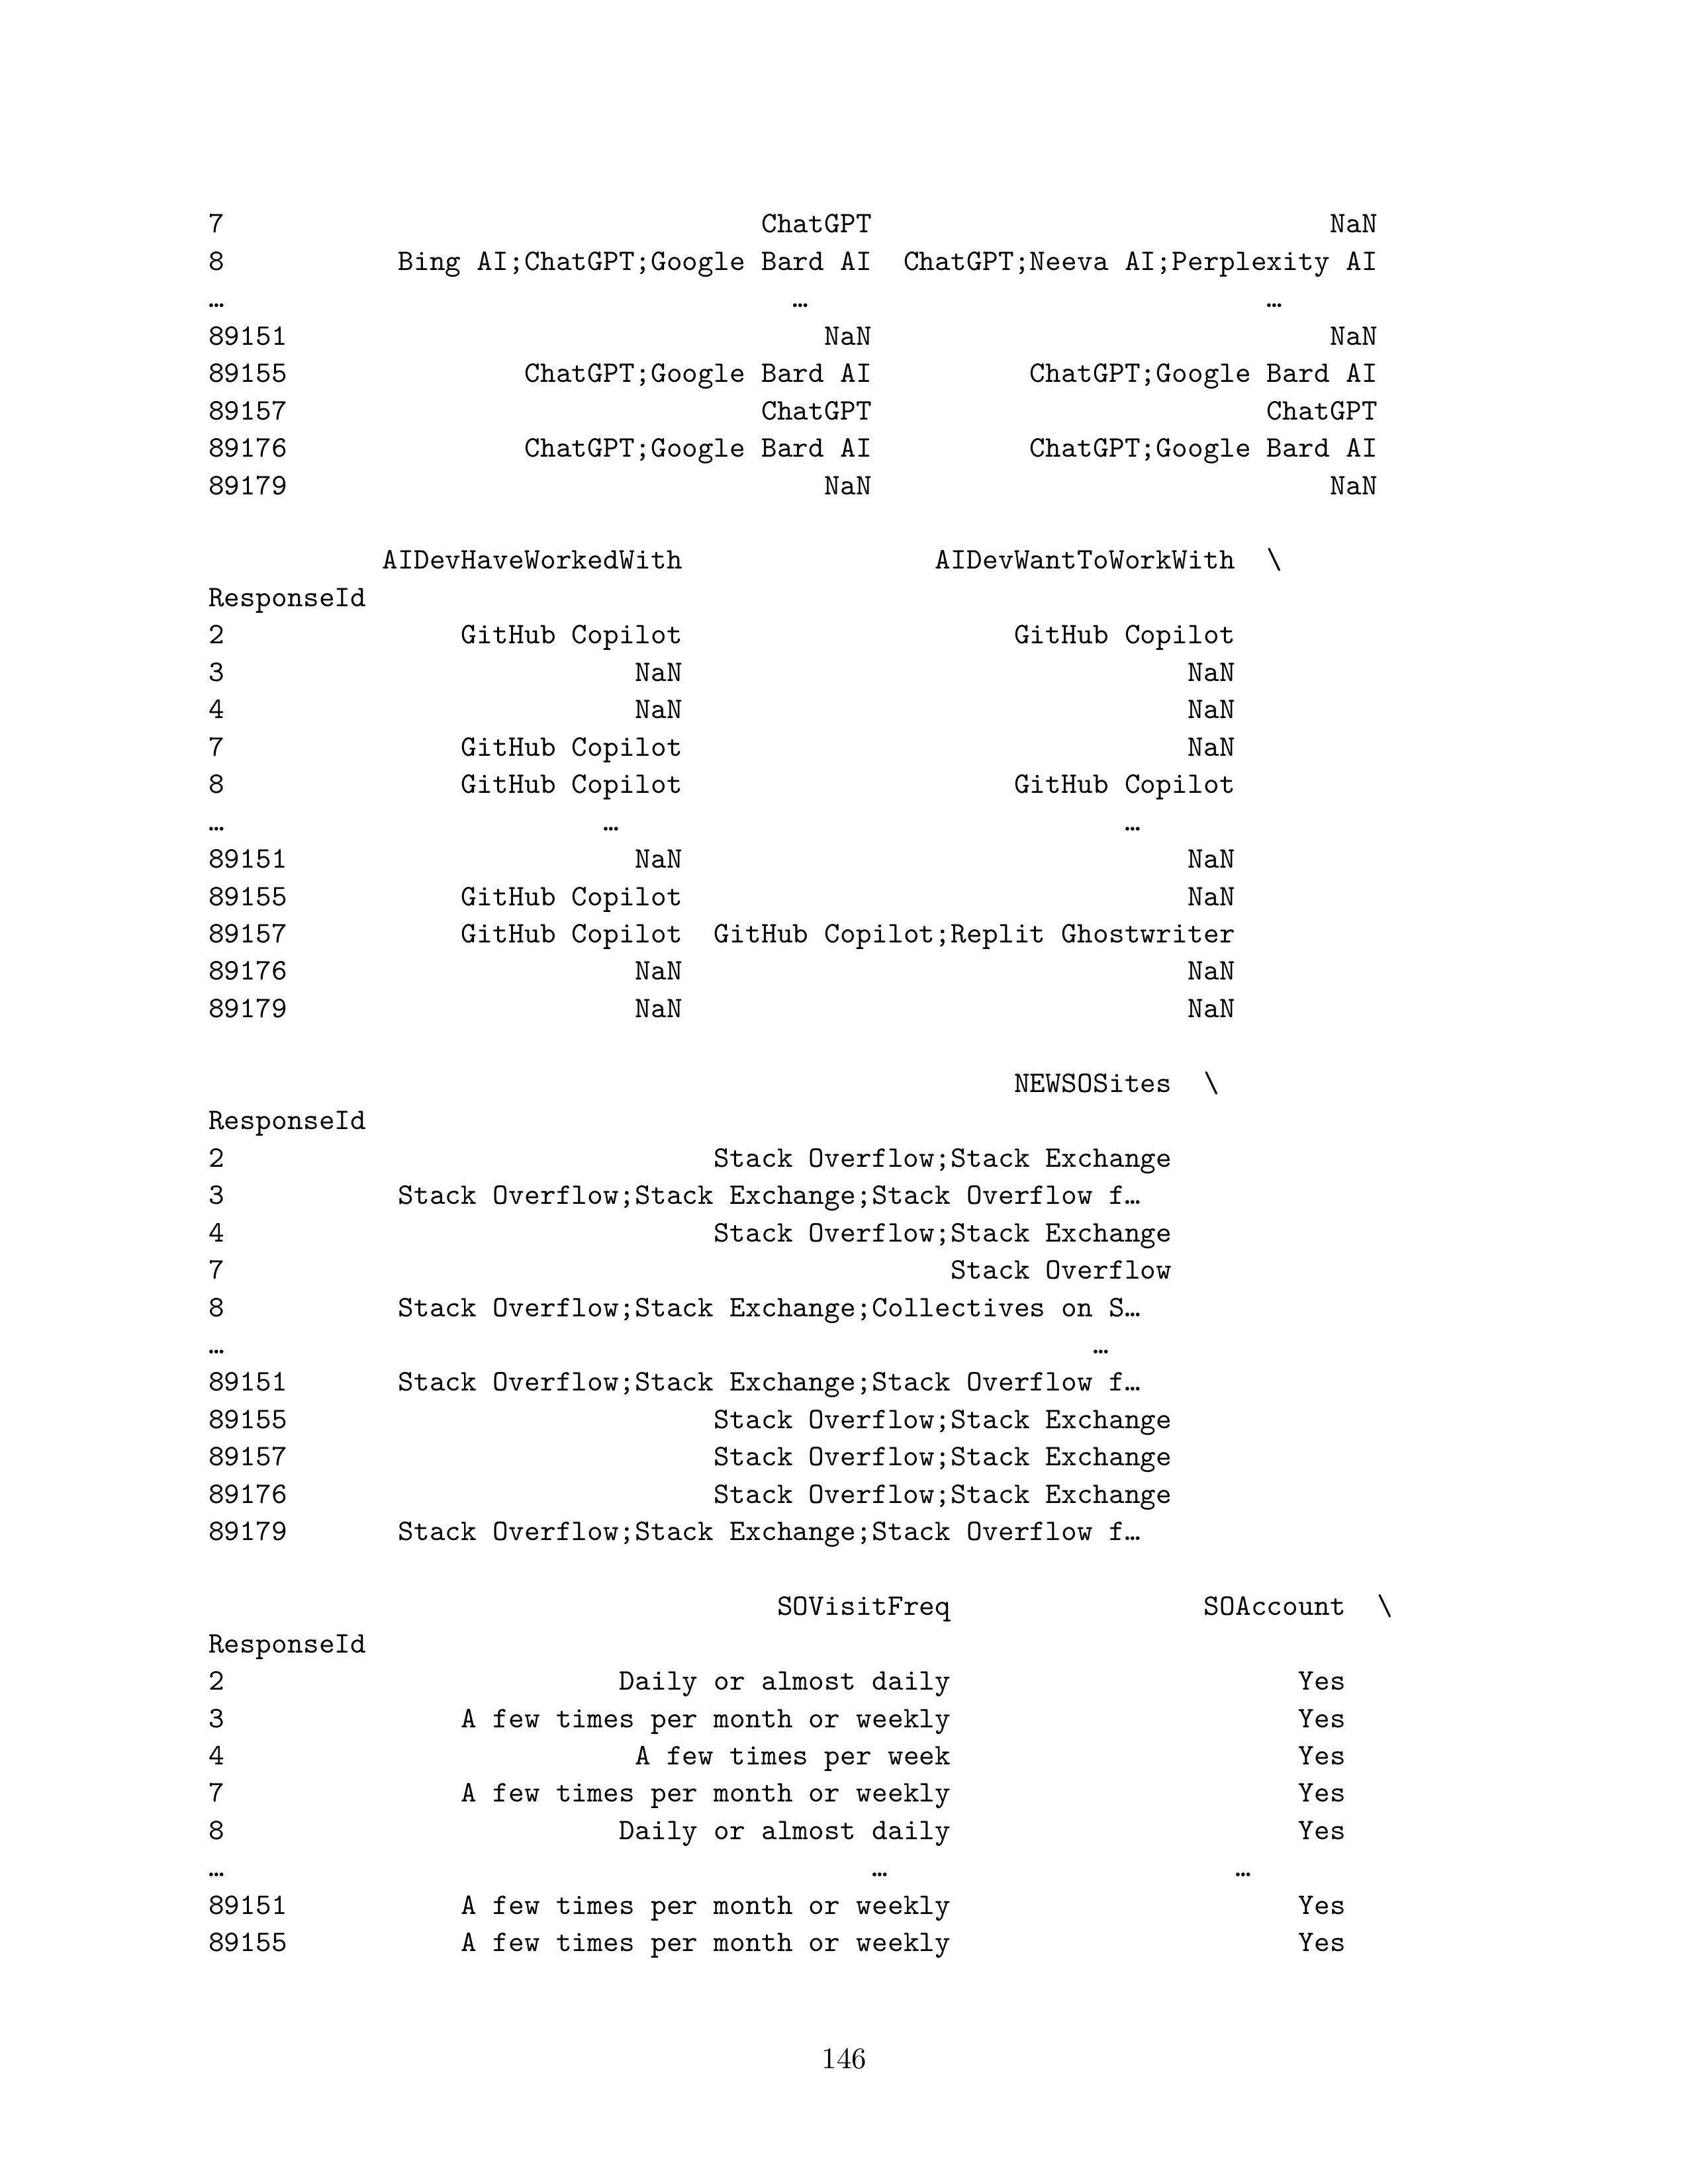 7 ChatGPT NaN
8 Bing AI;ChatGPT;Google Bard AI ChatGPT;Neeva AI;Perplexity AI
… … …
89151 NaN NaN
89155 ChatGPT;Google Bard AI ChatGPT;Google Bard AI
89157 ChatGPT ChatGPT
89176 ChatGPT;Google Bard AI ChatGPT;Google Bard AI
89179 NaN NaN
AIDevHaveWorkedWith AIDevWantToWorkWith \
ResponseId
2 GitHub Copilot GitHub Copilot
3 NaN NaN
4 NaN NaN
7 GitHub Copilot NaN
8 GitHub Copilot GitHub Copilot
… … …
89151 NaN NaN
89155 GitHub Copilot NaN
89157 GitHub Copilot GitHub Copilot;Replit Ghostwriter
89176 NaN NaN
89179 NaN NaN
NEWSOSites \
ResponseId
2 Stack Overflow;Stack Exchange
3 Stack Overflow;Stack Exchange;Stack Overflow f…
4 Stack Overflow;Stack Exchange
7 Stack Overflow
8 Stack Overflow;Stack Exchange;Collectives on S…
… …
89151 Stack Overflow;Stack Exchange;Stack Overflow f…
89155 Stack Overflow;Stack Exchange
89157 Stack Overflow;Stack Exchange
89176 Stack Overflow;Stack Exchange
89179 Stack Overflow;Stack Exchange;Stack Overflow f…
SOVisitFreq SOAccount \
ResponseId
2 Daily or almost daily Yes
3 A few times per month or weekly Yes
4 A few times per week Yes
7 A few times per month or weekly Yes
8 Daily or almost daily Yes
… … …
89151 A few times per month or weekly Yes
89155 A few times per month or weekly Yes
146